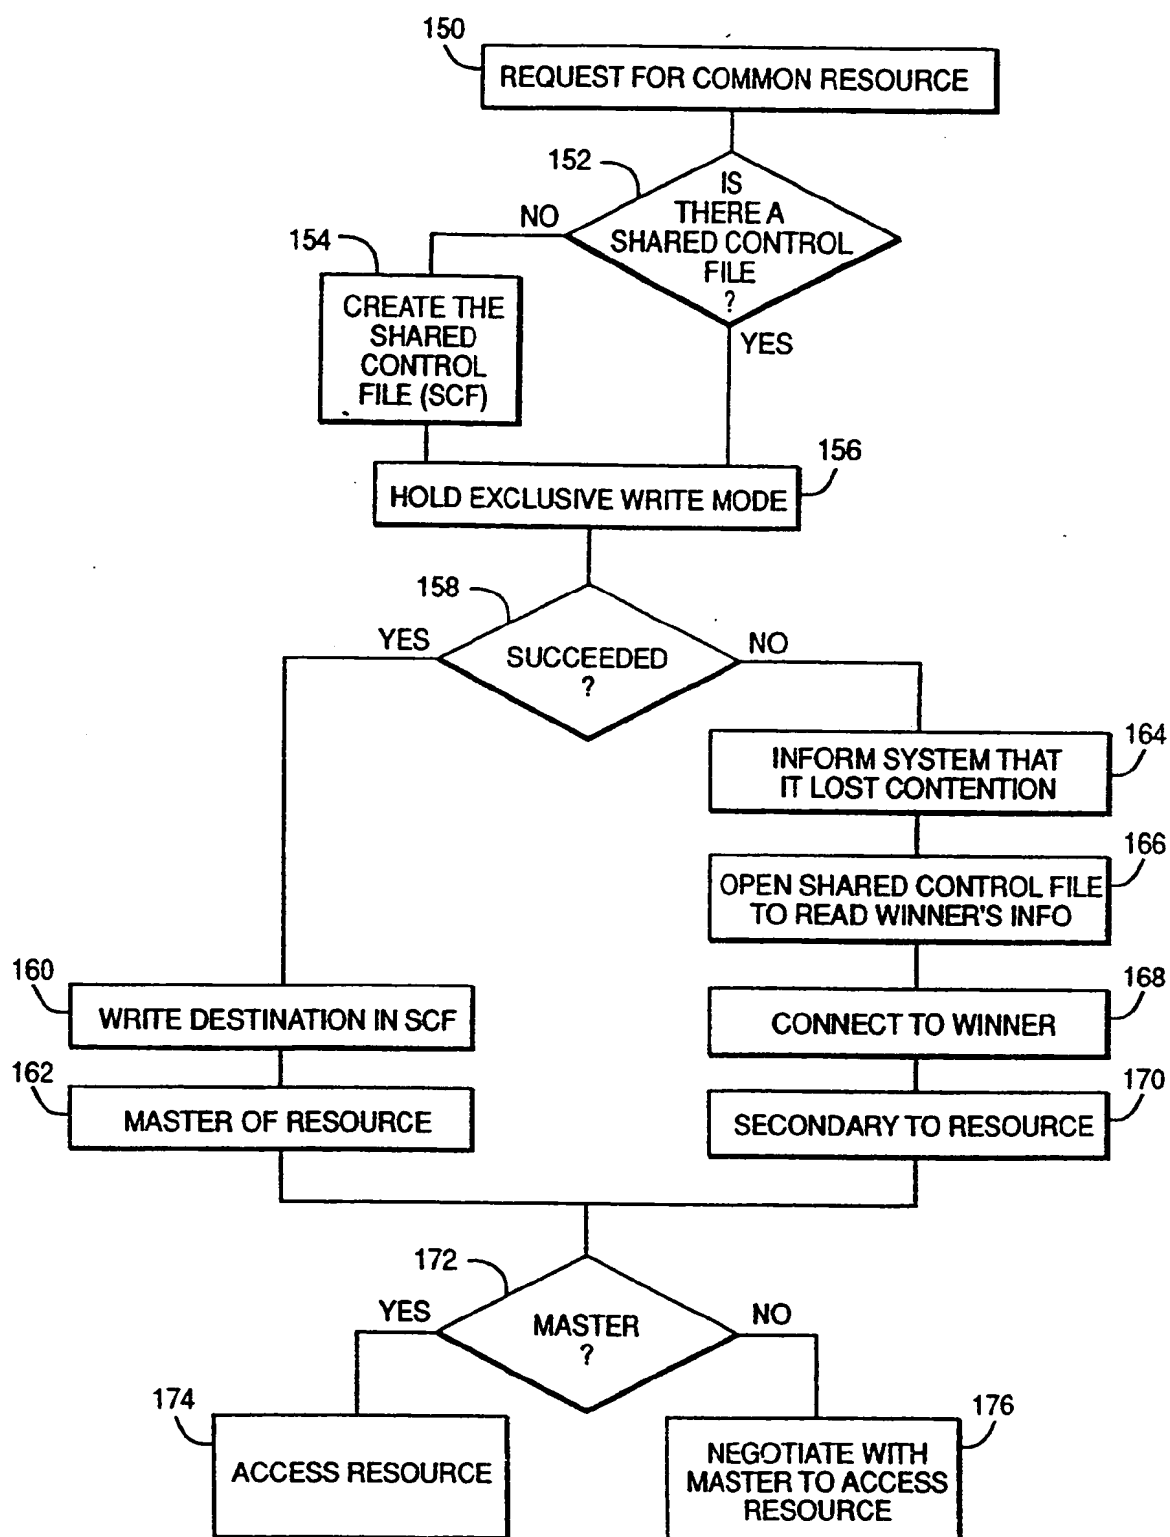 150
REQUEST FOR COMMON RESOURCE
152
IS
THERE A
SHARED CONTROL
FILE
?
NO
YES
154
CREATE THE
SHARED
CONTROL
FILE (SCF)
156
HOLD EXCLUSIVE WRITE MODE
158
SUCCEEDED
?
YES
NO
164
INFORM SYSTEM THAT
IT LOST CONTENTION
166
OPEN SHARED CONTROL FILE
TO READ WINNER'S INFO
160
WRITE DESTINATION IN SCF
168
CONNECT TO WINNER
162
MASTER OF RESOURCE
170
SECONDARY TO RESOURCE
172
MASTER
?
YES
NO
174
ACCESS RESOURCE
176
NEGOTIATE WITH
MASTER TO ACCESS
RESOURCE